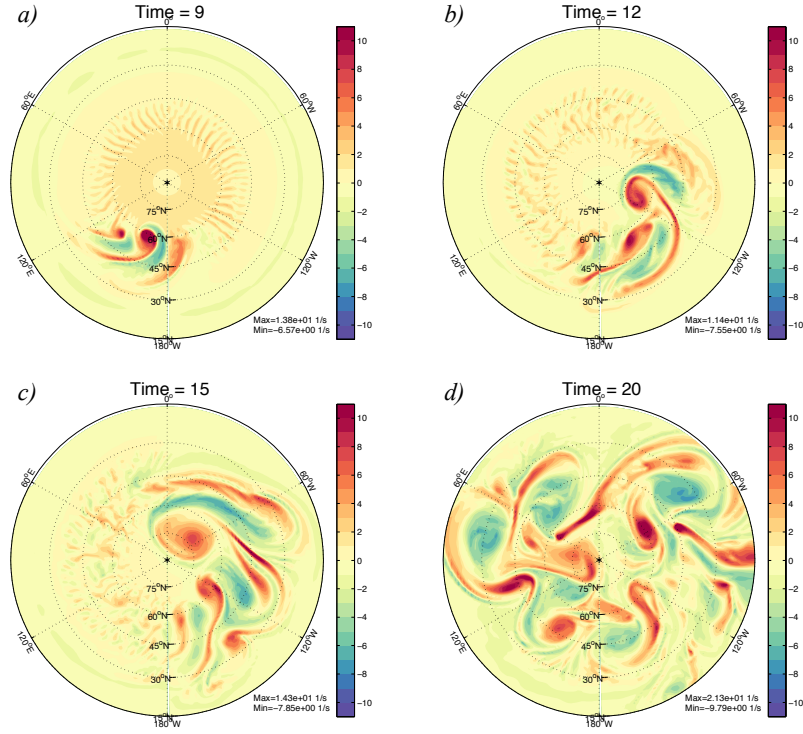 a)
Time = 9
0°
60°E
60°W
120°E
120°W
75°N
60°N
45°N
30°N
15°N
180°W
10
8
6
4
2
0
−2
−4
−6
−8
−10
Max=1.38e+01 1/s
Min=−6.57e+00 1/s
b)
Time = 12
0°
60°E
60°W
120°E
120°W
75°N
60°N
45°N
30°N
15°N
180°W
10
8
6
4
2
0
−2
−4
−6
−8
−10
Max=1.14e+01 1/s
Min=−7.55e+00 1/s
c)
Time = 15
0°
60°E
60°W
120°E
120°W
75°N
60°N
45°N
30°N
15°N
180°W
10
8
6
4
2
0
−2
−4
−6
−8
−10
Max=1.43e+01 1/s
Min=−7.85e+00 1/s
d)
Time = 20
0°
60°E
60°W
120°E
120°W
75°N
60°N
45°N
30°N
15°N
180°W
10
8
6
4
2
0
−2
−4
−6
−8
−10
Max=2.13e+01 1/s
Min=−9.79e+00 1/s